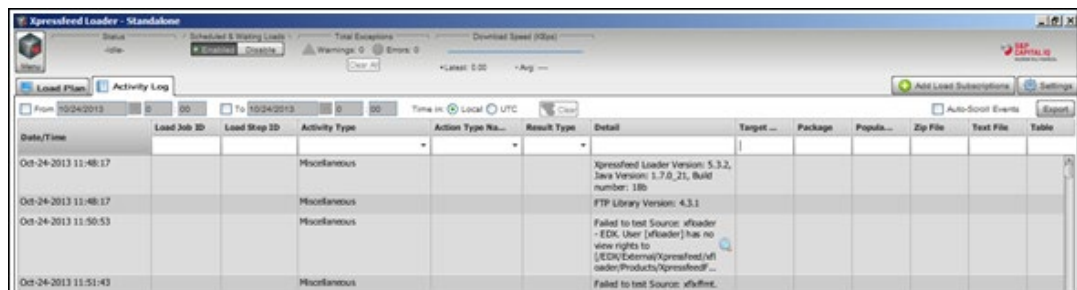 Xpressfeed Loader - Standalone
Status
-Idle-
Scheduled & Waiting Loads
Enabled Disable
Total Exceptions
Warnings: 0 Errors: 0
Clear All
Download Speed (KBps)
Latest: 0.00 Avg: ---
S&P
CAPITAL IQ
Menu
Load Plan Activity Log
Add Load Subscriptions Settings
From 10/24/2013 0 00 To 10/24/2013 0 00 Time in: Local UTC Clear
Auto-Scroll Events Export
Date/Time Load Job ID Load Step ID Activity Type Action Type Na... Result Type Detail Target ... Package Popula... Zip File Text File Table
Oct-24-2013 11:48:17 Miscellaneous Xpressfeed Loader Version: 5.3.2,
Java Version: 1.7.0_21, Build
number: 18b
Oct-24-2013 11:48:17 Miscellaneous FTP Library Version: 4.3.1
Oct-24-2013 11:50:53 Miscellaneous Failed to test Source: xfloader
- EDX. User [xfloader] has no
view rights to
[/EDX/External/Xpressfeed/xfl
oader/Products/XpressfeedF...
Oct-24-2013 11:51:43 Miscellaneous Failed to test Source: